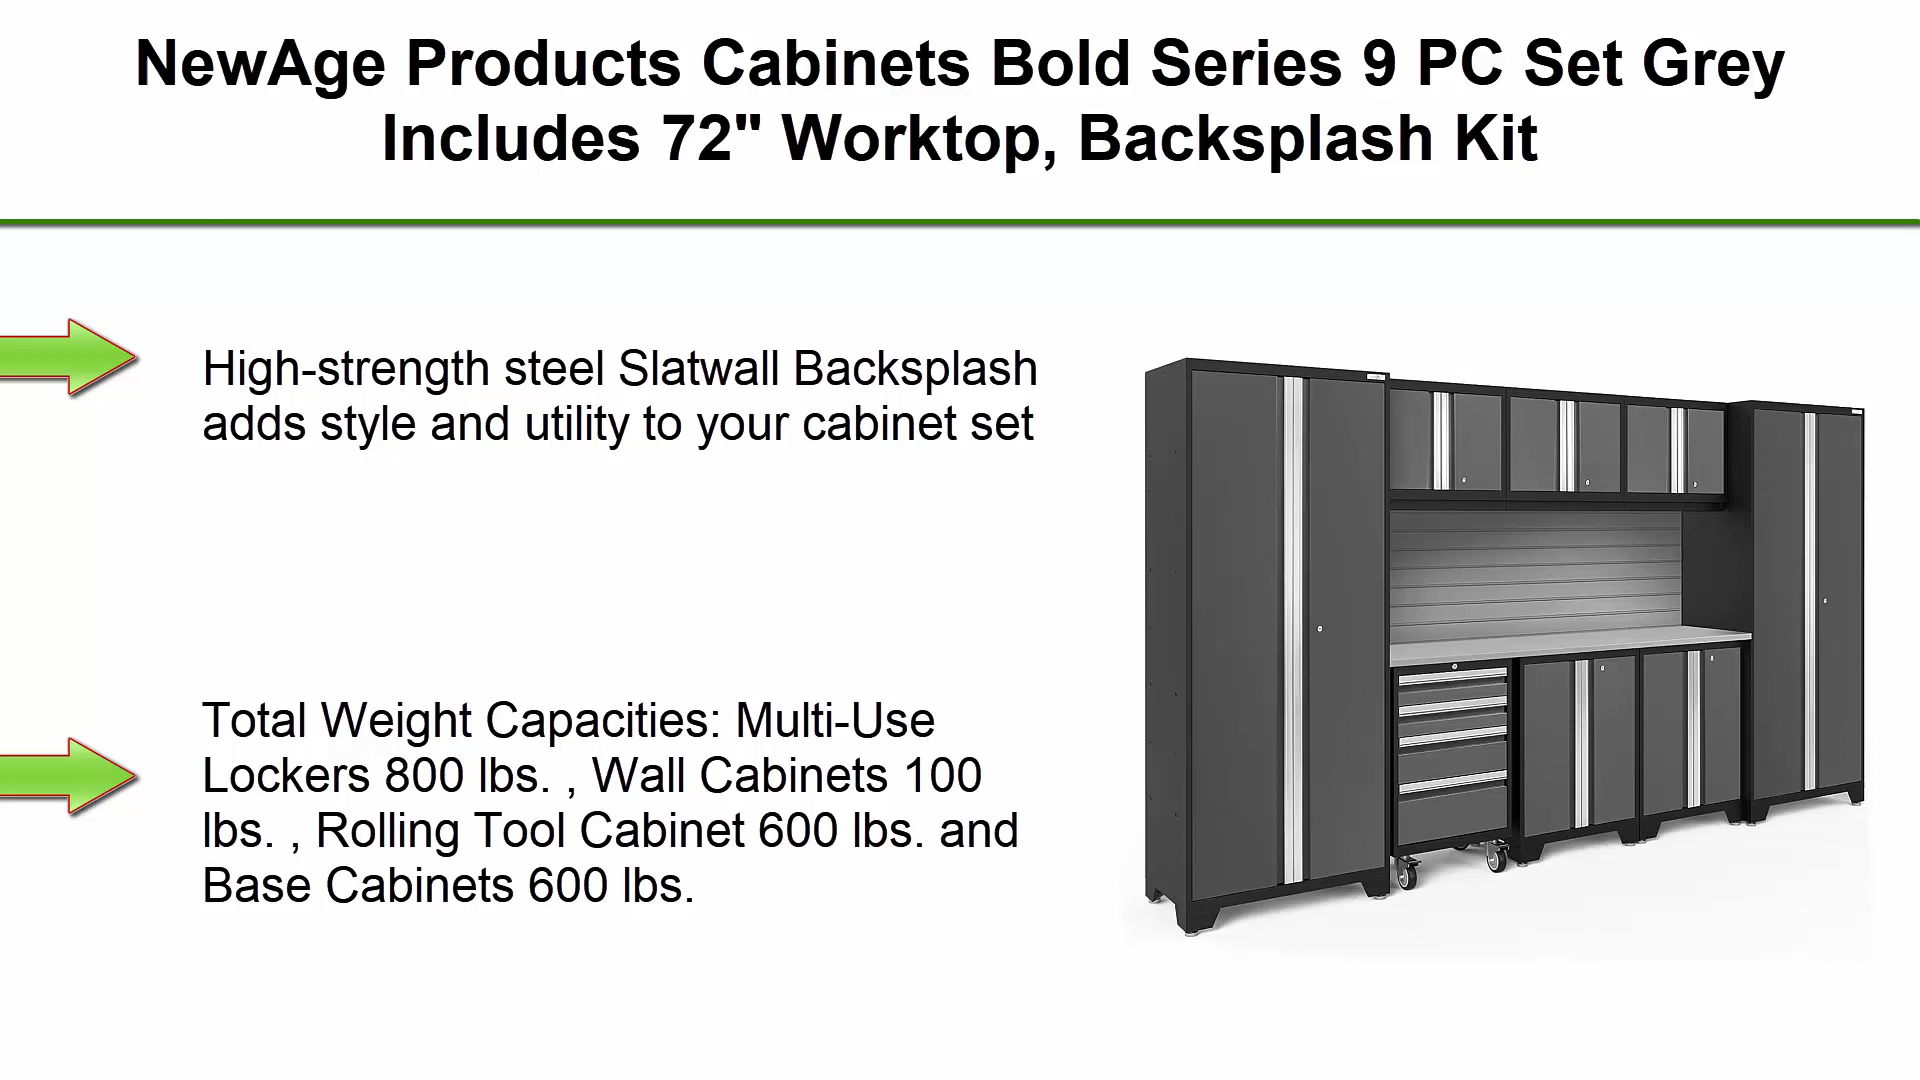 NewAge Products Cabinets Bold Series 9 PC Set Grey
Includes 72" Worktop, Backsplash Kit
High-strength steel Slatwall Backsplash
adds style and utility to your cabinet set
Total Weight Capacities: Multi-Use
Lockers 800 lbs. , Wall Cabinets 100
lbs. , Rolling Tool Cabinet 600 lbs. and
Base Cabinets 600 lbs.